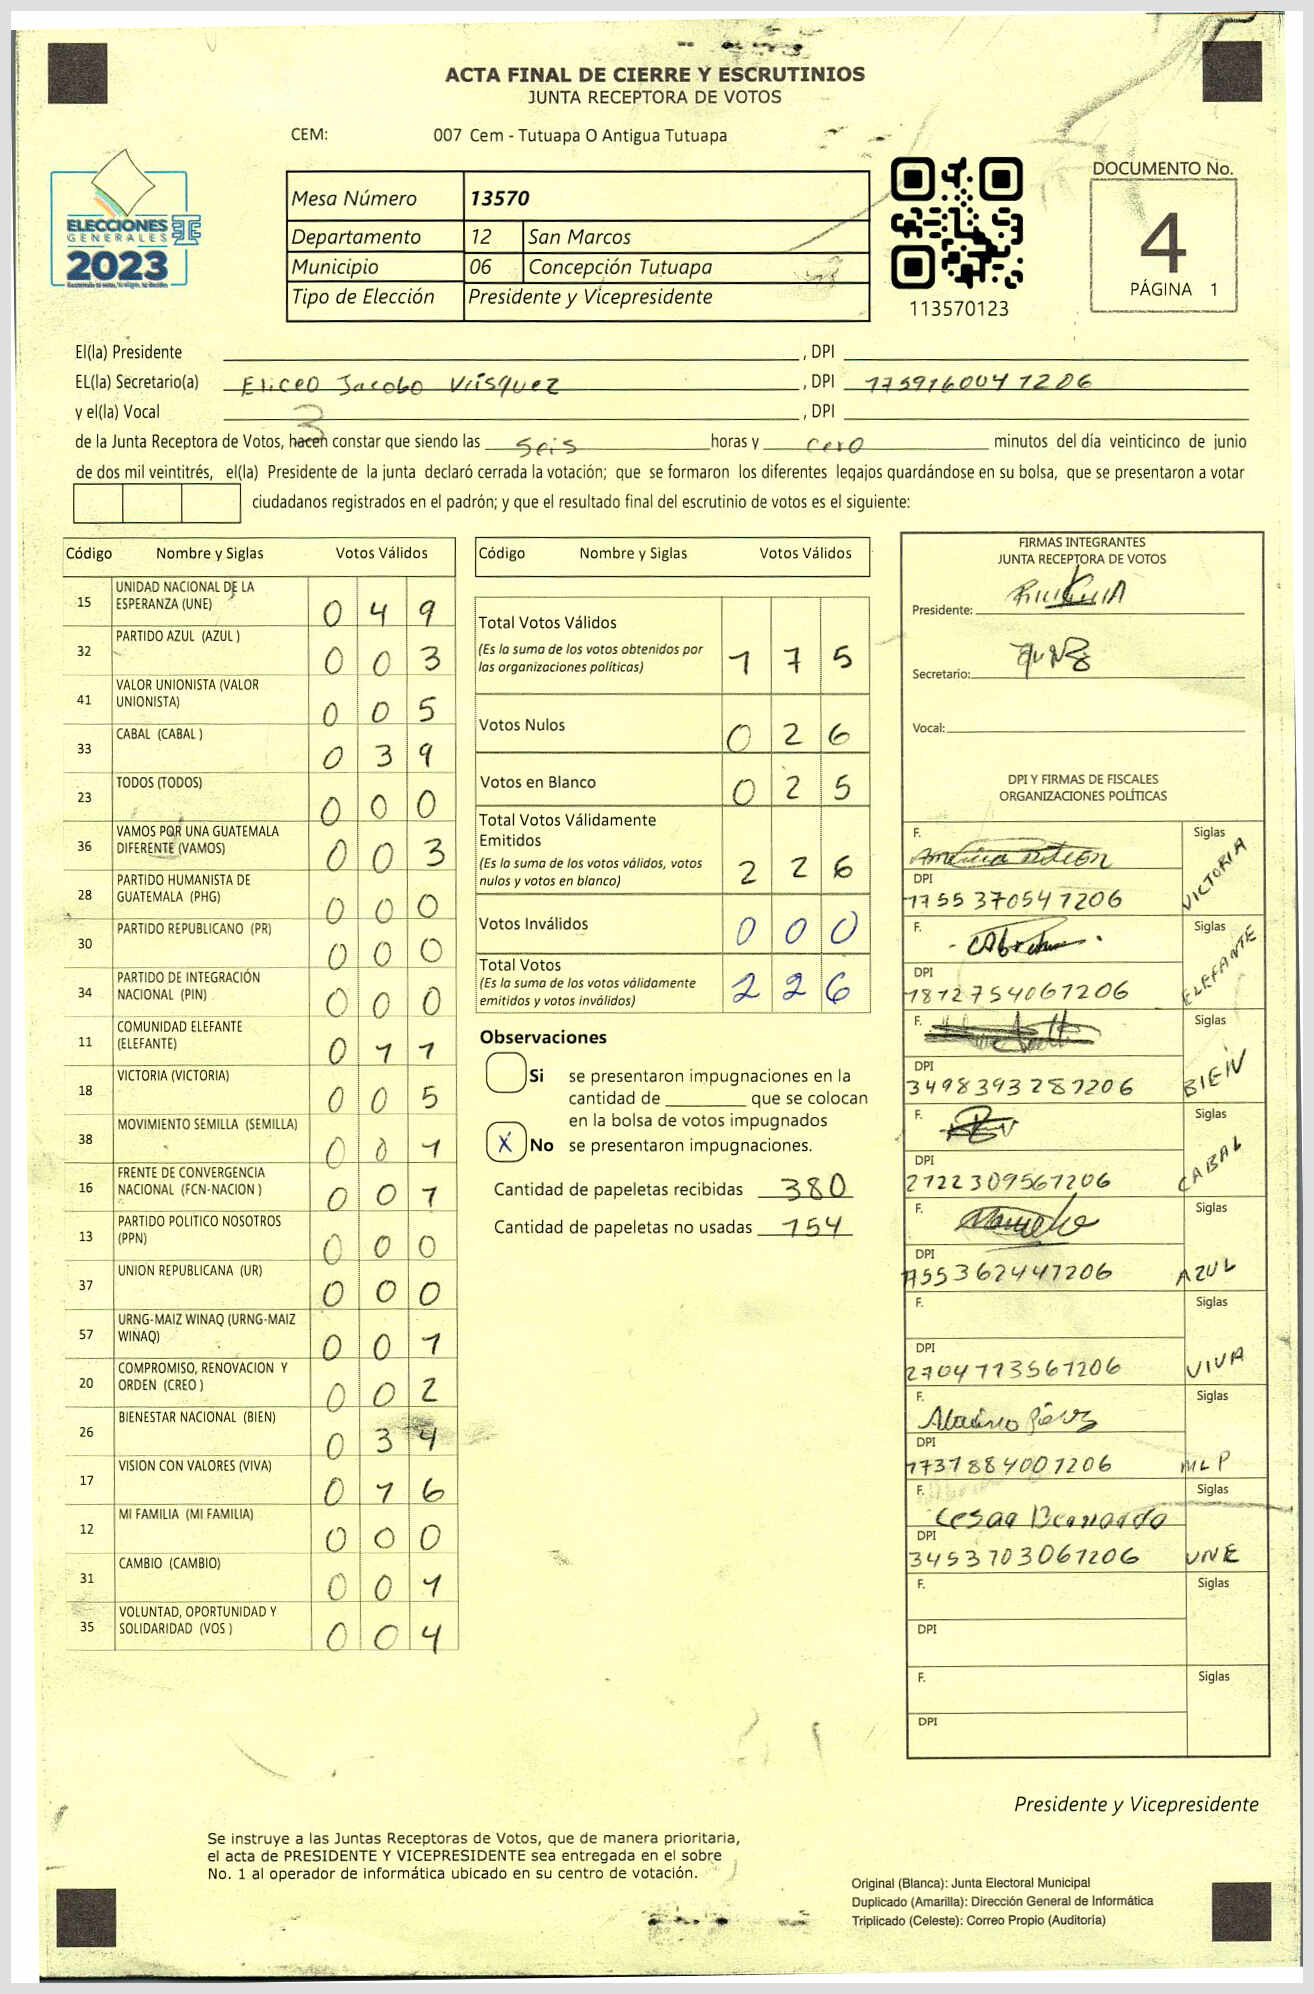 ACTA FINAL DE CIERRE Y ESCRUTINIOS
JUNTA RECEPTORA DE VOTOS
CEM: 007 Cem - Tutuapa O Antigua Tutuapa
ELECCIONES
GENERALES
2023
Mesa Número 13570
Departamento 12 San Marcos
Municipio 06 Concepción Tutuapa
Tipo de Elección Presidente y Vicepresidente
113570123
DOCUMENTO No.
4
PÁGINA 1
El(la) Presidente , DPI
EL(la) Secretario(a) Eliceo Jacobo Vásquez , DPI 1759160041206
y el(la) Vocal , DPI
3
de la Junta Receptora de Votos, hacen constar que siendo las seis horas y cero minutos del día veinticinco de junio
de dos mil veintitrés, el(la) Presidente de la junta declaró cerrada la votación; que se formaron los diferentes legajos quardándose en su bolsa, que se presentaron a votar
ciudadanos registrados en el padrón; y que el resultado final del escrutinio de votos es el siguiente:
Código Nombre y Siglas Votos Válidos
15 UNIDAD NACIONAL DE LA ESPERANZA (UNE) 0 4 9
32 PARTIDO AZUL (AZUL ) 0 0 3
41 VALOR UNIONISTA (VALOR UNIONISTA) 0 0 5
33 CABAL (CABAL ) 0 3 9
23 TODOS (TODOS) 0 0 0
36 VAMOS POR UNA GUATEMALA DIFERENTE (VAMOS) 0 0 3
28 PARTIDO HUMANISTA DE GUATEMALA (PHG) 0 0 0
30 PARTIDO REPUBLICANO (PR) 0 0 0
34 PARTIDO DE INTEGRACIÓN NACIONAL (PIN) 0 0 0
11 COMUNIDAD ELEFANTE (ELEFANTE) 0 1 1
18 VICTORIA (VICTORIA) 0 0 5
38 MOVIMIENTO SEMILLA (SEMILLA) 0 0 1
16 FRENTE DE CONVERGENCIA NACIONAL (FCN-NACION ) 0 0 1
13 PARTIDO POLITICO NOSOTROS (PPN) 0 0 0
37 UNION REPUBLICANA (UR) 0 0 0
57 URNG-MAIZ WINAQ (URNG-MAIZ WINAQ) 0 0 1
20 COMPROMISO, RENOVACION Y ORDEN (CREO ) 0 0 2
26 BIENESTAR NACIONAL (BIEN) 0 3 4
17 VISION CON VALORES (VIVA) 0 1 6
12 MI FAMILIA (MI FAMILIA) 0 0 0
31 CAMBIO (CAMBIO) 0 0 1
35 VOLUNTAD, OPORTUNIDAD Y SOLIDARIDAD (VOS ) 0 0 4
Código Nombre y Siglas Votos Válidos
Total Votos Válidos 1 7 5
(Es la suma de los votos obtenidos por
las organizaciones políticas)
Votos Nulos 0 2 6
Votos en Blanco 0 2 5
Total Votos Válidamente
Emitidos 2 2 6
(Es la suma de los votos válidos, votos
nulos y votos en blanco)
Votos Inválidos 0 0 0
Total Votos 2 2 6
(Es la suma de los votos válidamente
emitidos y votos inválidos)
Observaciones
Si se presentaron impugnaciones en la
cantidad de ________ que se colocan
en la bolsa de votos impugnados
X No se presentaron impugnaciones.
Cantidad de papeletas recibidas 380
Cantidad de papeletas no usadas 154
FIRMAS INTEGRANTES
JUNTA RECEPTORA DE VOTOS
Presidente:
Secretario:
Vocal:
DPI Y FIRMAS DE FISCALES
ORGANIZACIONES POLÍTICAS
F. Siglas VICTORIA
DPI
1755370541206
F. Siglas ELEFANTE
DPI
1812754061206
F. Siglas BIEN
DPI
3498393281206
F. Siglas CABAL
DPI
2122309561206
F. Siglas AZUL
DPI
1755362441206
F. Siglas VIVA
DPI
2704113561206
F. Siglas MLP
DPI
1737884001206
F. Cesar Bernardo Siglas UNE
DPI
3453703061206
F. Siglas
DPI
F. Siglas
DPI
Presidente y Vicepresidente
Se instruye a las Juntas Receptoras de Votos, que de manera prioritaria,
el acta de PRESIDENTE Y VICEPRESIDENTE sea entregada en el sobre
No. 1 al operador de informática ubicado en su centro de votación.
Original (Blanca): Junta Electoral Municipal
Duplicado (Amarilla): Dirección General de Informática
Triplicado (Celeste): Correo Propio (Auditoría)